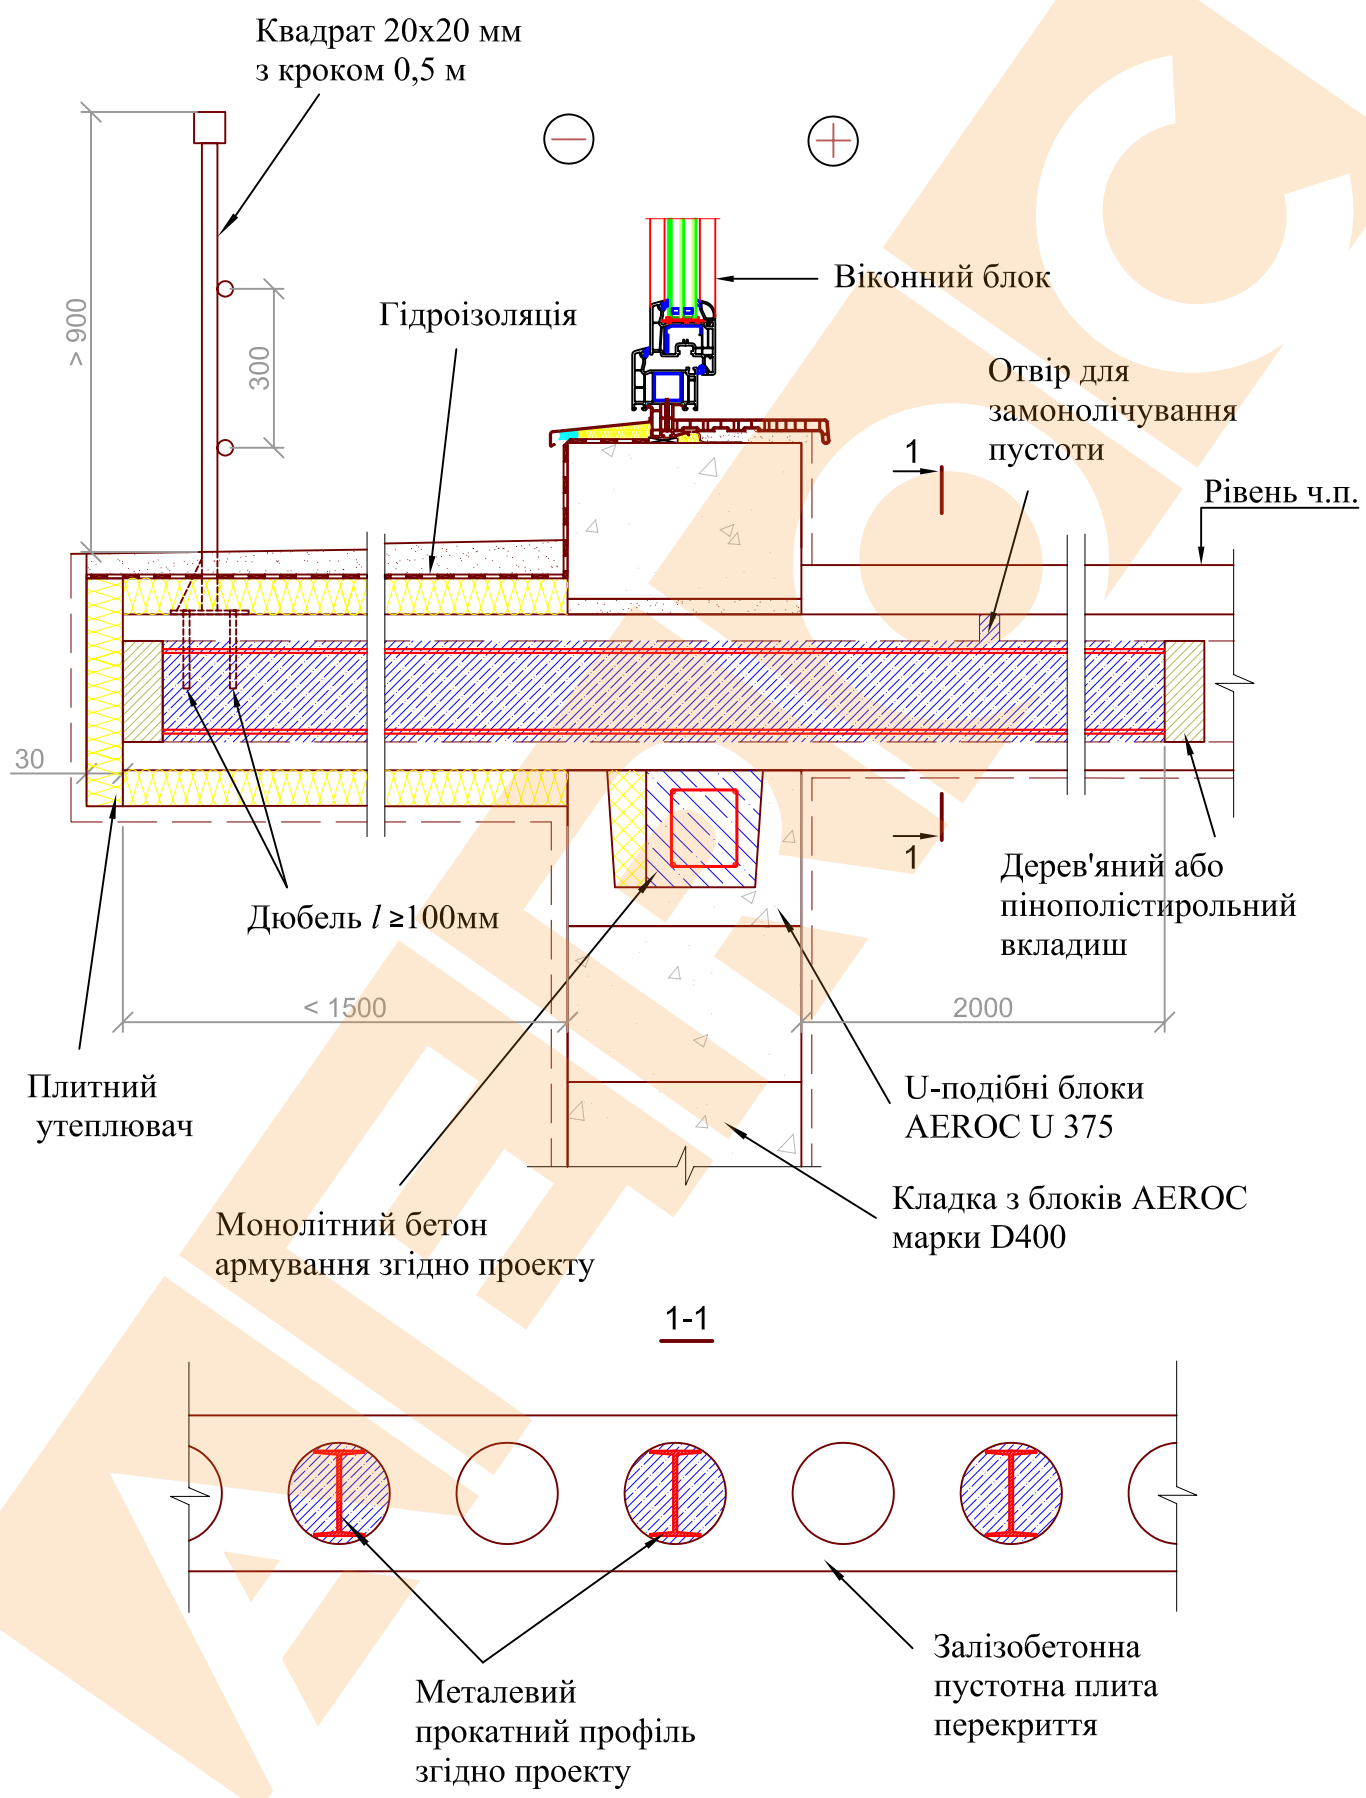 Квадрат 20х20 мм
з кроком 0,5 м
> 900
300
Гідроізоляція
Віконний блок
Отвір для
замонолічування
пустоти
1
Рівень ч.п.
30
1
Дерев'яний або
пінополістирольний
вкладиш
Дюбель l ≥100мм
< 1500
2000
Плитний
утеплювач
U-подібні блоки
AEROC U 375
Кладка з блоків AEROC
марки D400
Монолітний бетон
армування згідно проекту
1-1
Залізобетонна
пустотна плита
перекриття
Металевий
прокатний профіль
згідно проекту
AEROC